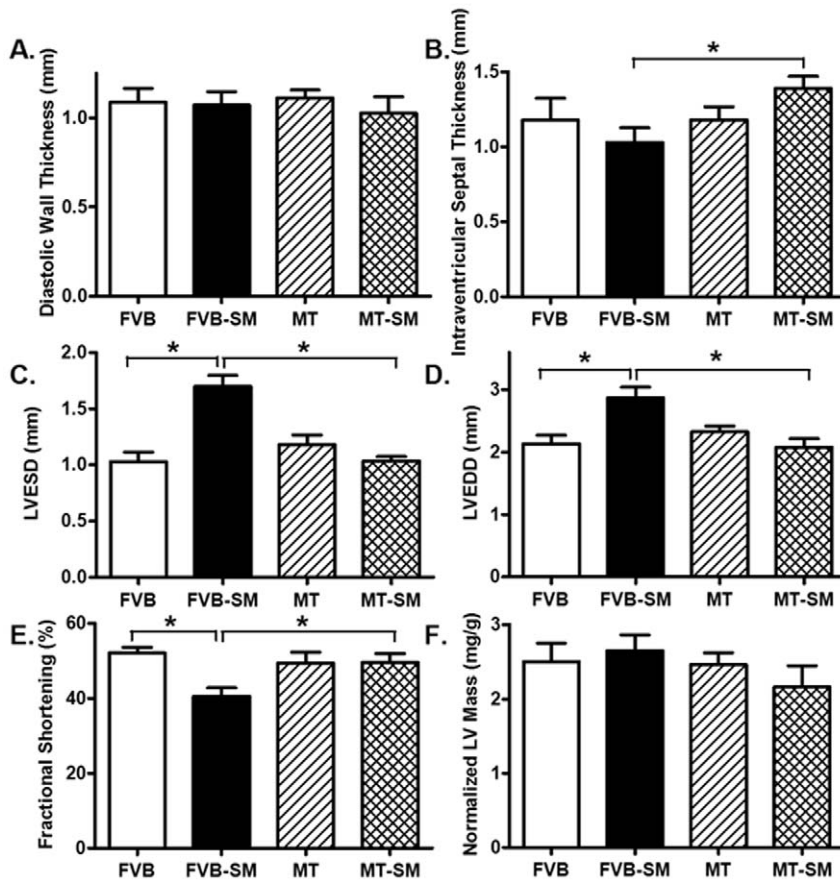 A.
Diastolic Wall Thickness (mm)
1.0
0.5
0.0
FVB FVB-SM MT MT-SM
B.
Intraventricular Septal Thickness (mm)
*
1.5
1.0
0.5
0.0
FVB FVB-SM MT MT-SM
C.
LVESD (mm)
* *
2.0
1.5
1.0
0.5
0.0
FVB FVB-SM MT MT-SM
D.
LVEDD (mm)
* *
3
2
1
0
FVB FVB-SM MT MT-SM
E.
Fractional Shortening (%)
* *
60
40
20
0
FVB FVB-SM MT MT-SM
F.
Normalized LV Mass (mg/g)
3
2
1
0
FVB FVB-SM MT MT-SM